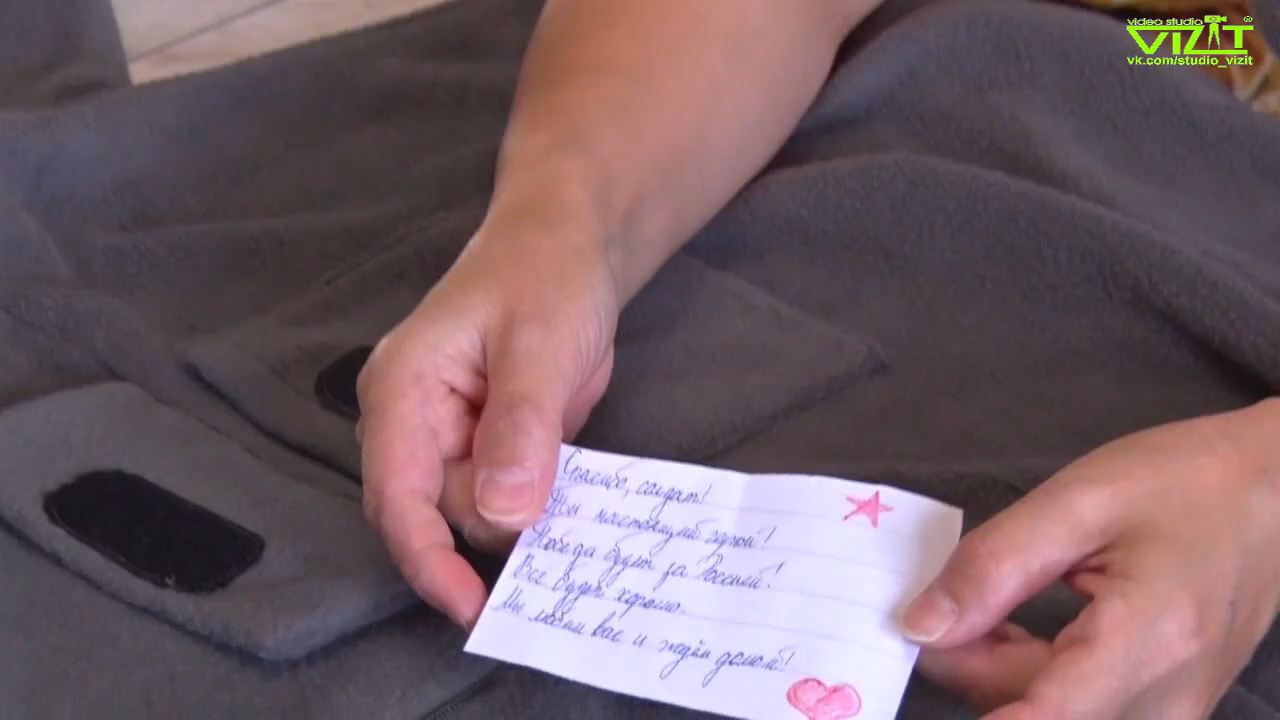 video studio
VIZIT
vk.com/studio_vizit
Спасибо, солдат!
Ты настоящий герой!
Победа будет за Россией!
Все будет хорошо.
Мы любим вас и ждём домой!